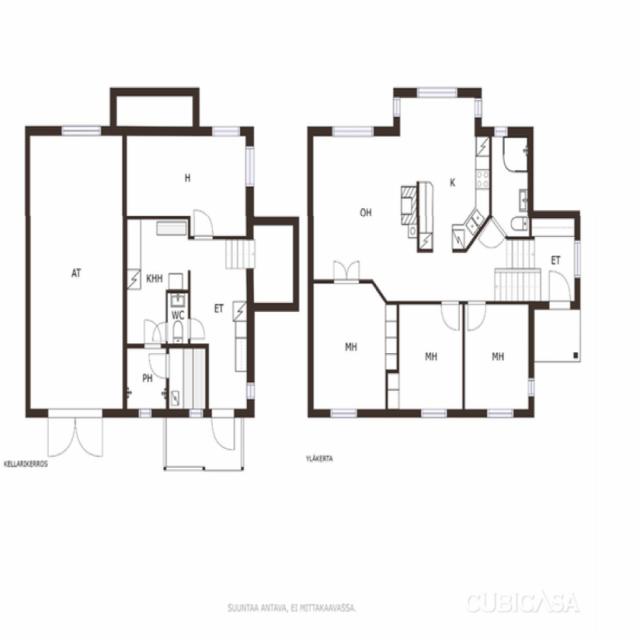 H
AT
KHH
WC
ET
PH
KELLARIKERROS
K
OH
ET
MH
MH
MH
YLÄKERTA
SUUNTAA ANTAVA, EI MITTAKAAVASSA.
CUBICASA